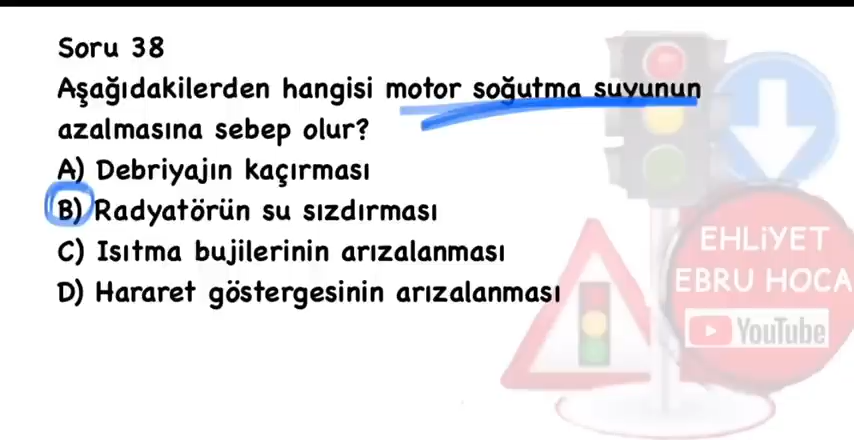 Soru 38
Aşağıdakilerden hangisi motor soğutma suyunun
azalmasına sebep olur?
A) Debriyajın kaçırması
B) Radyatörün su sızdırması
C) Isıtma bujilerinin arızalanması
D) Hararet göstergesinin arızalanması
EHLİYET
EBRU HOCA
YouTube